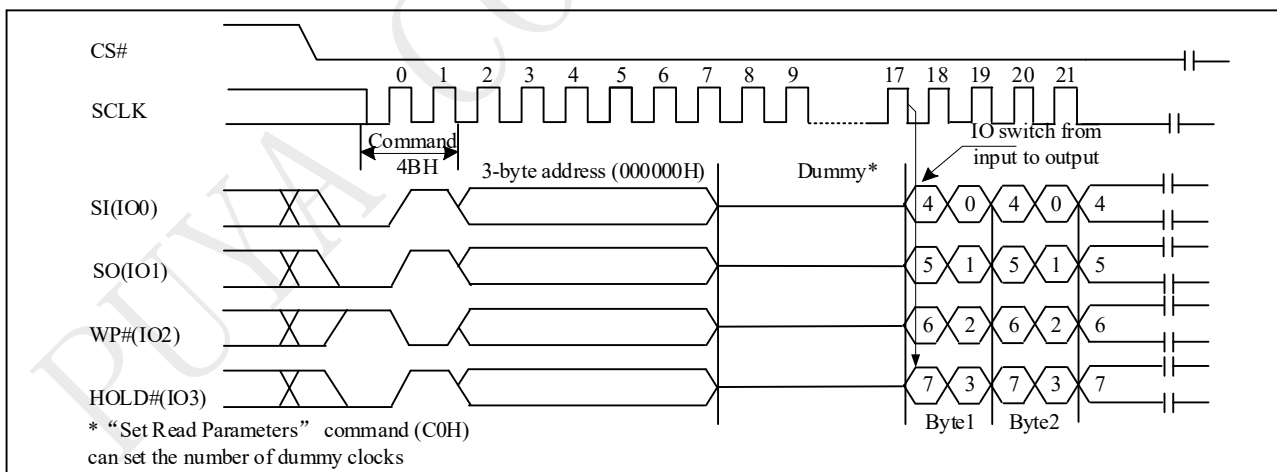 PUYA CO
CS#
0 1 2 3 4 5 6 7 8 9 17 18 19 20 21
SCLK
Command
4BH
IO switch from
input to output
3-byte address (000000H)
Dummy*
SI(IO0)
4 0 4 0 4
SO(IO1)
5 1 5 1 5
WP#(IO2)
6 2 6 2 6
HOLD#(IO3)
7 3 7 3 7
Byte1 Byte2
* “Set Read Parameters” command (C0H)
can set the number of dummy clocks